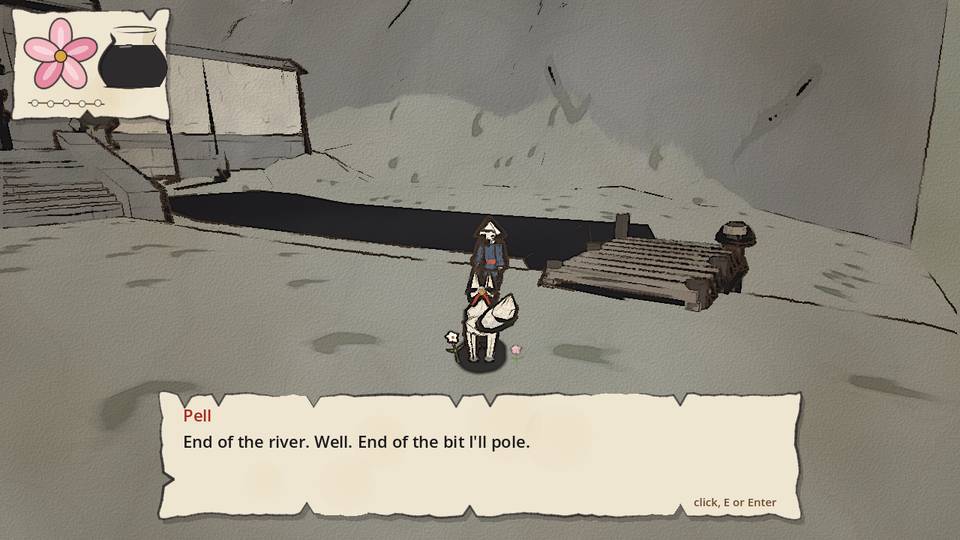 Pell
End of the river. Well. End of the bit I'll pole.
click, E or Enter